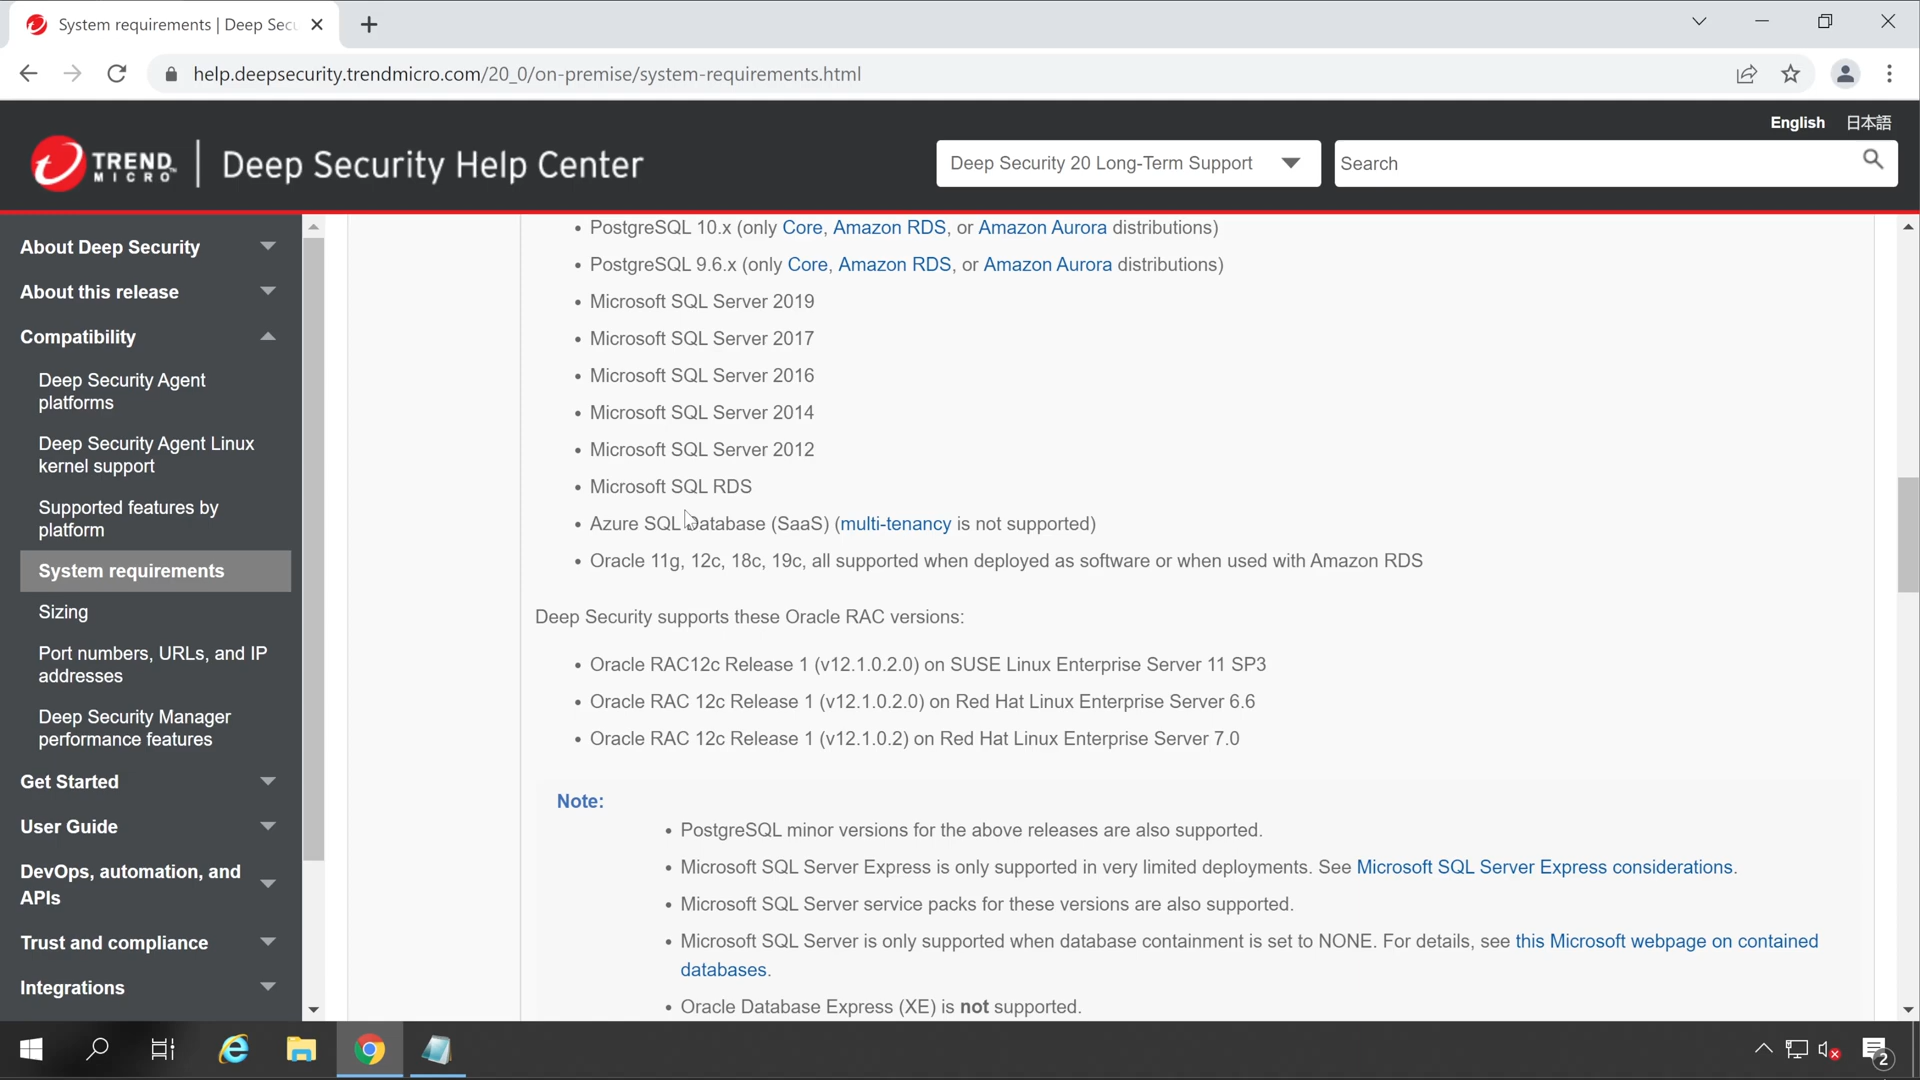 System requirements | Deep Secu
help.deepsecurity.trendmicro.com/20_0/on-premise/system-requirements.html
English 日本語
TREND MICRO™ Deep Security Help Center
Deep Security 20 Long-Term Support
Search
About Deep Security
About this release
Compatibility
Deep Security Agent
platforms
Deep Security Agent Linux
kernel support
Supported features by
platform
System requirements
Sizing
Port numbers, URLs, and IP
addresses
Deep Security Manager
performance features
Get Started
User Guide
DevOps, automation, and
APIs
Trust and compliance
Integrations
• PostgreSQL 10.x (only Core, Amazon RDS, or Amazon Aurora distributions)
• PostgreSQL 9.6.x (only Core, Amazon RDS, or Amazon Aurora distributions)
• Microsoft SQL Server 2019
• Microsoft SQL Server 2017
• Microsoft SQL Server 2016
• Microsoft SQL Server 2014
• Microsoft SQL Server 2012
• Microsoft SQL RDS
• Azure SQL Database (SaaS) (multi-tenancy is not supported)
• Oracle 11g, 12c, 18c, 19c, all supported when deployed as software or when used with Amazon RDS
Deep Security supports these Oracle RAC versions:
• Oracle RAC12c Release 1 (v12.1.0.2.0) on SUSE Linux Enterprise Server 11 SP3
• Oracle RAC 12c Release 1 (v12.1.0.2.0) on Red Hat Linux Enterprise Server 6.6
• Oracle RAC 12c Release 1 (v12.1.0.2) on Red Hat Linux Enterprise Server 7.0
Note:
• PostgreSQL minor versions for the above releases are also supported.
• Microsoft SQL Server Express is only supported in very limited deployments. See Microsoft SQL Server Express considerations.
• Microsoft SQL Server service packs for these versions are also supported.
• Microsoft SQL Server is only supported when database containment is set to NONE. For details, see this Microsoft webpage on contained
databases.
• Oracle Database Express (XE) is not supported.
2